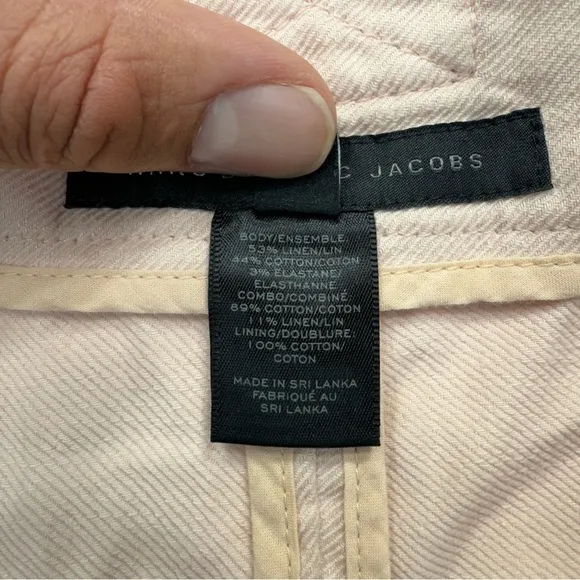 JACOBS
BODY/ENSEMBLE
53% LINEN/LIN
44% COTTON/COTON
3% ELASTANE/
ELASTHANNE
COMBO/COMBINÉ
89% COTTON/COTON
11% LINEN/LIN
LINING/DOUBLURE:
100% COTTON/
COTON
MADE IN SRI LANKA
FABRIQUÉ AU
SRI LANKA